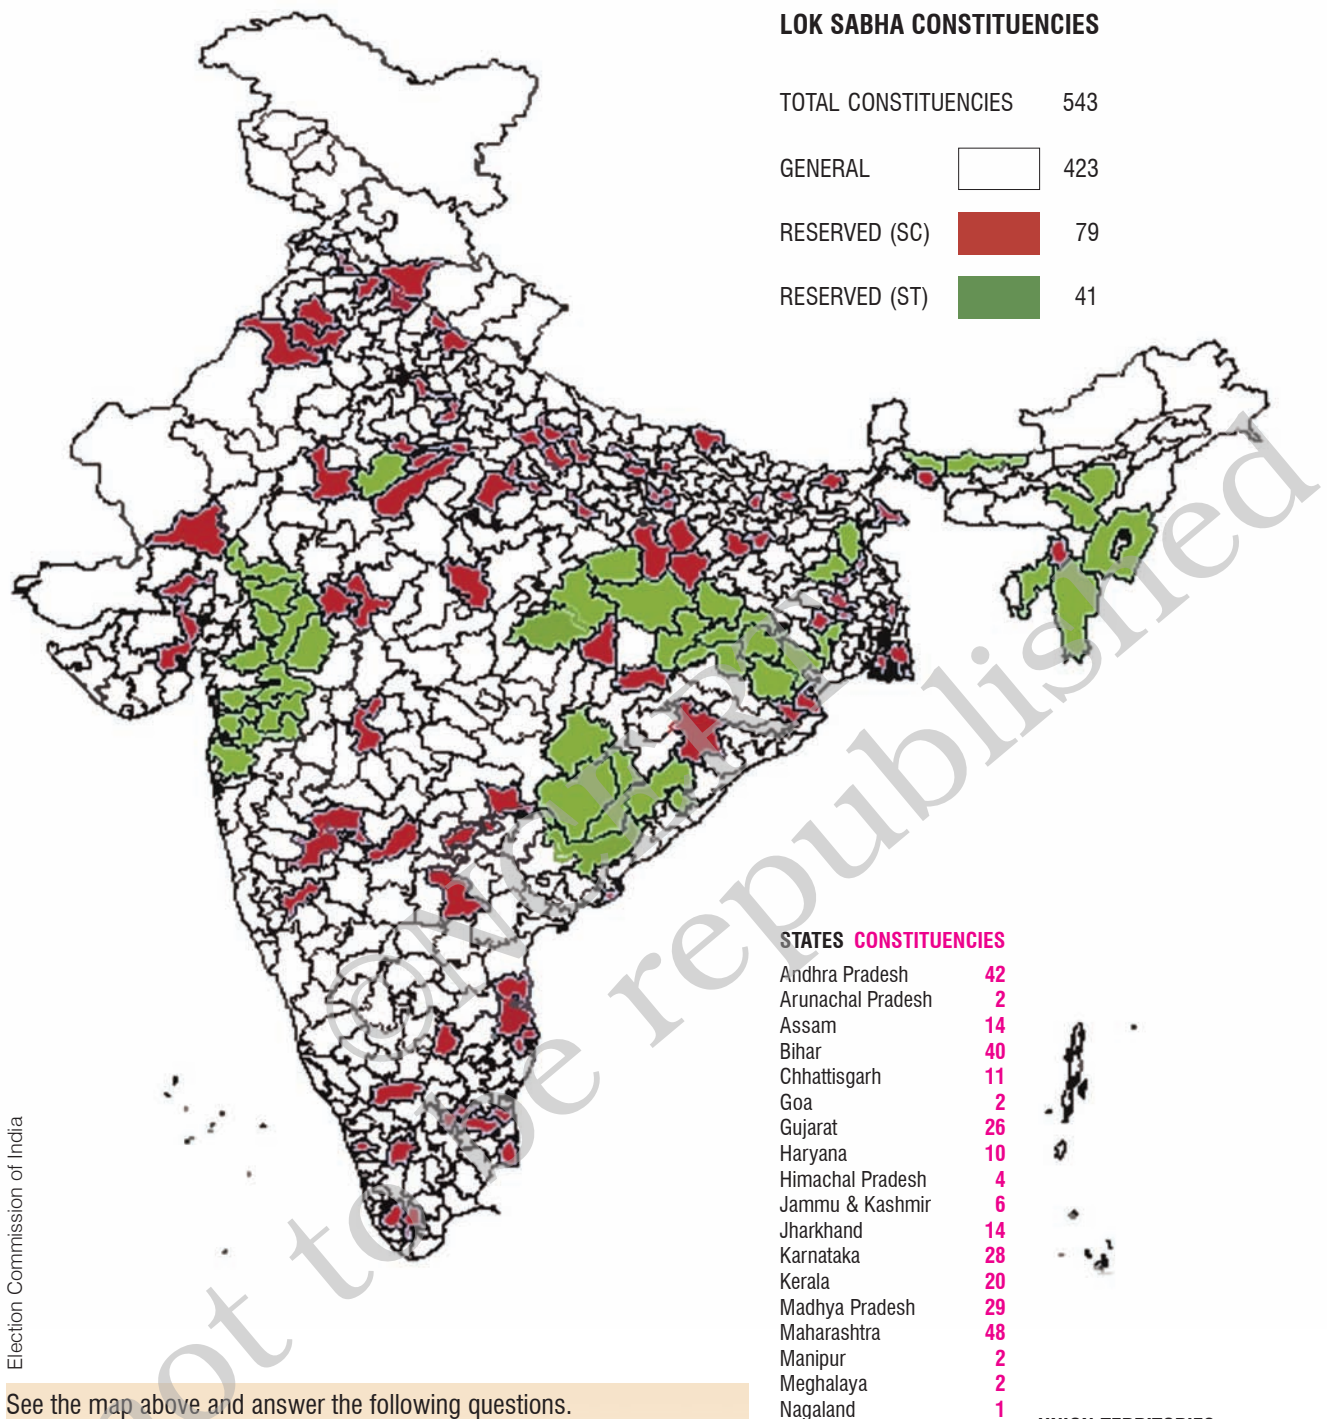 LOK SABHA CONSTITUENCIES
TOTAL CONSTITUENCIES 543
GENERAL 423
RESERVED (SC) 79
RESERVED (ST) 41
STATES CONSTITUENCIES
Andhra Pradesh 42
Arunachal Pradesh 2
Assam 14
Bihar 40
Chhattisgarh 11
Goa 2
Gujarat 26
Haryana 10
Himachal Pradesh 4
Jammu & Kashmir 6
Jharkhand 14
Karnataka 28
Kerala 20
Madhya Pradesh 29
Maharashtra 48
Manipur 2
Meghalaya 2
Nagaland 1
Election Commission of India
See the map above and answer the following questions.
not to be republished